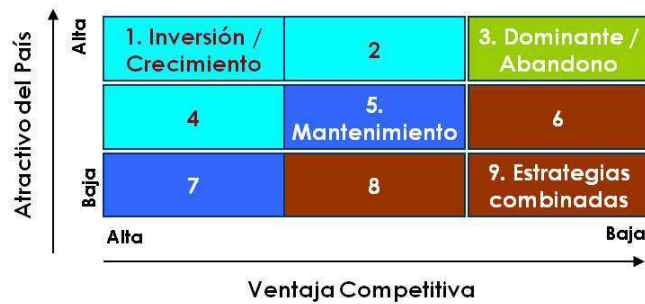 Atractivo del País
Alta
Baja
1. Inversión /
Crecimiento
2
3. Dominante /
Abandono
4
5.
Mantenimiento
6
7
8
9. Estrategias
combinadas
Alta
Baja
Ventaja Competitiva